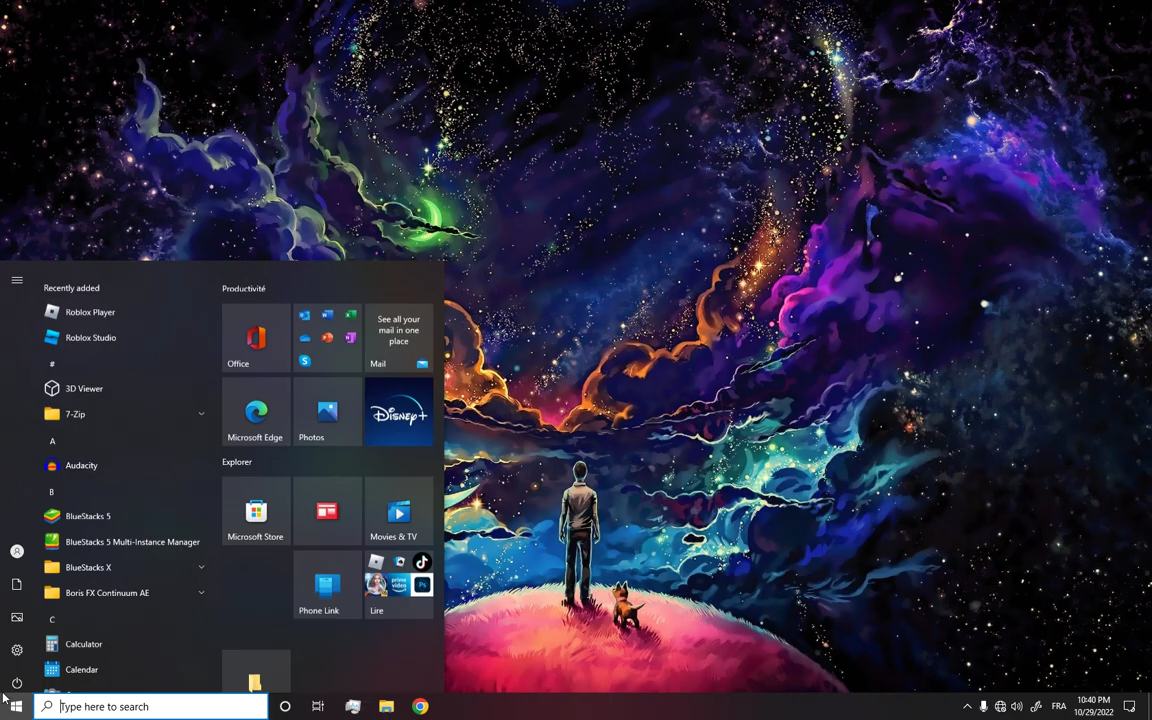 Recently added
Roblox Player
Roblox Studio
#
3D Viewer
7-Zip
A
Audacity
B
BlueStacks 5
BlueStacks 5 Multi-Instance Manager
BlueStacks X
Boris FX Continuum AE
C
Calculator
Calendar
Productivité
Office
See all your
mail in one
place
Mail
Microsoft Edge
Photos
Disney+
Explorer
Microsoft Store
Movies & TV
Phone Link
prime video
Ps
Lire
Type here to search
FRA
10:40 PM
10/29/2022